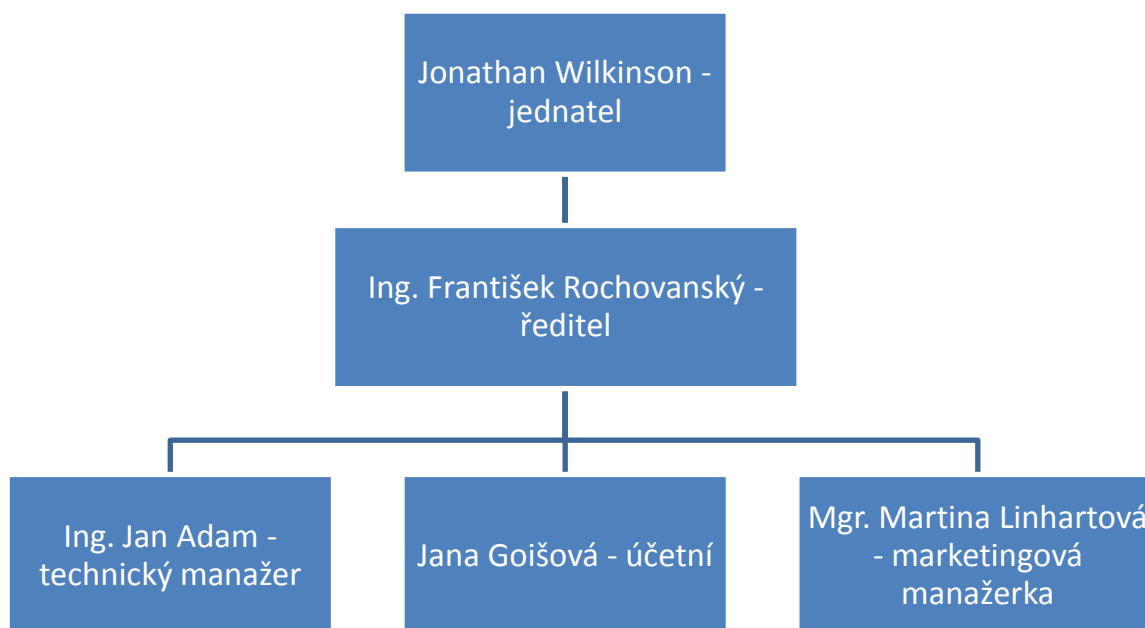 Jonathan Wilkinson -
jednatel
Ing. František Rochovanský -
ředitel
Ing. Jan Adam -
technický manažer
Jana Goišová - účetní
Mgr. Martina Linhartová
- marketingová
manažerka